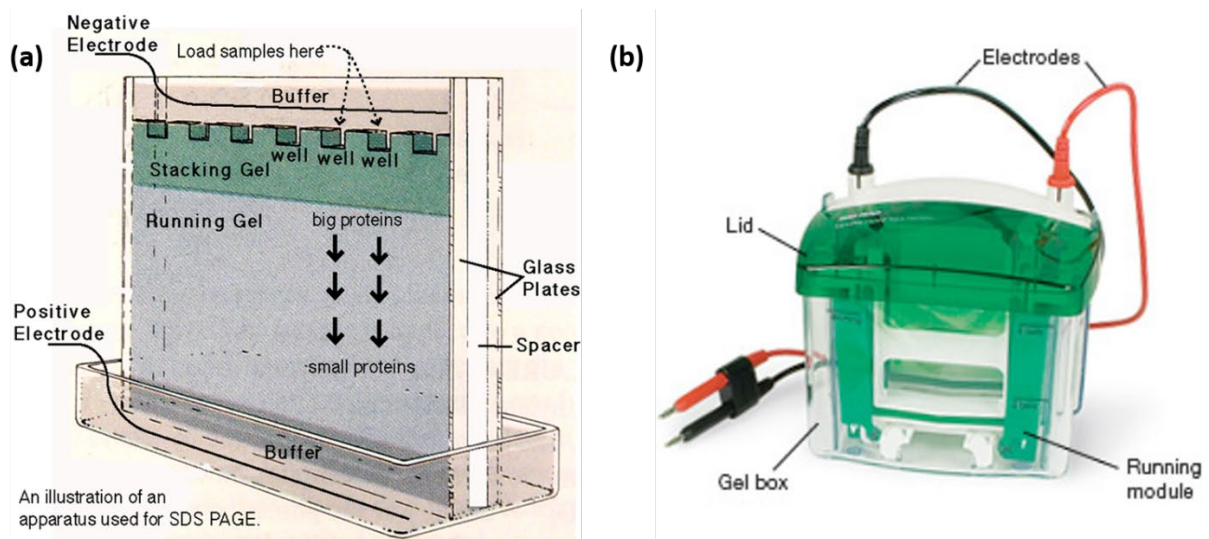 (a)
Negative
Electrode
Load samples here
Buffer
well
well
well
Stacking Gel
Running Gel
big proteins
small proteins
Glass
Plates
Spacer
Positive
Electrode
Buffer
An illustration of an
apparatus used for SDS PAGE.
(b)
Electrodes
Lid
Gel box
Running
module